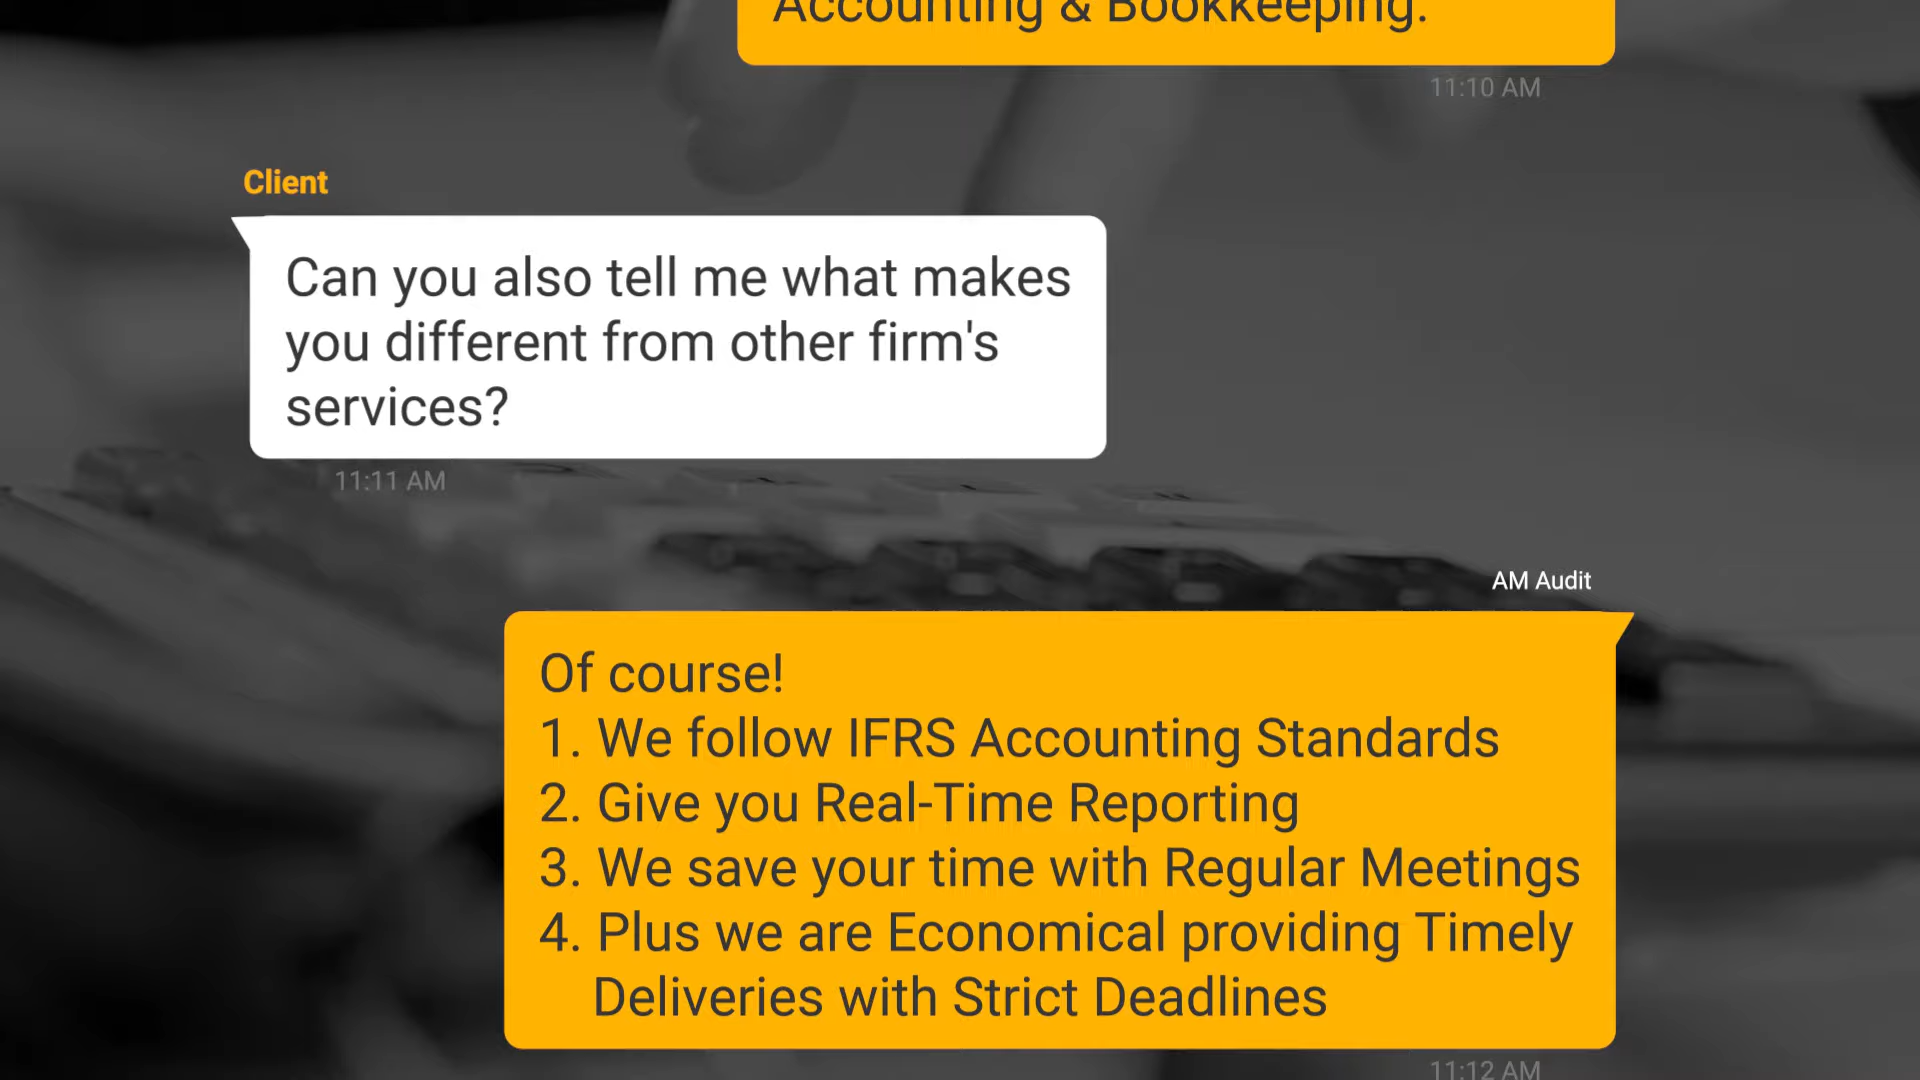 Accounting & Bookkeeping.
11:10 AM
Client
Can you also tell me what makes
you different from other firm's
services?
11:11 AM
AM Audit
Of course!
1. We follow IFRS Accounting Standards
2. Give you Real-Time Reporting
3. We save your time with Regular Meetings
4. Plus we are Economical providing Timely
Deliveries with Strict Deadlines
11:12 AM